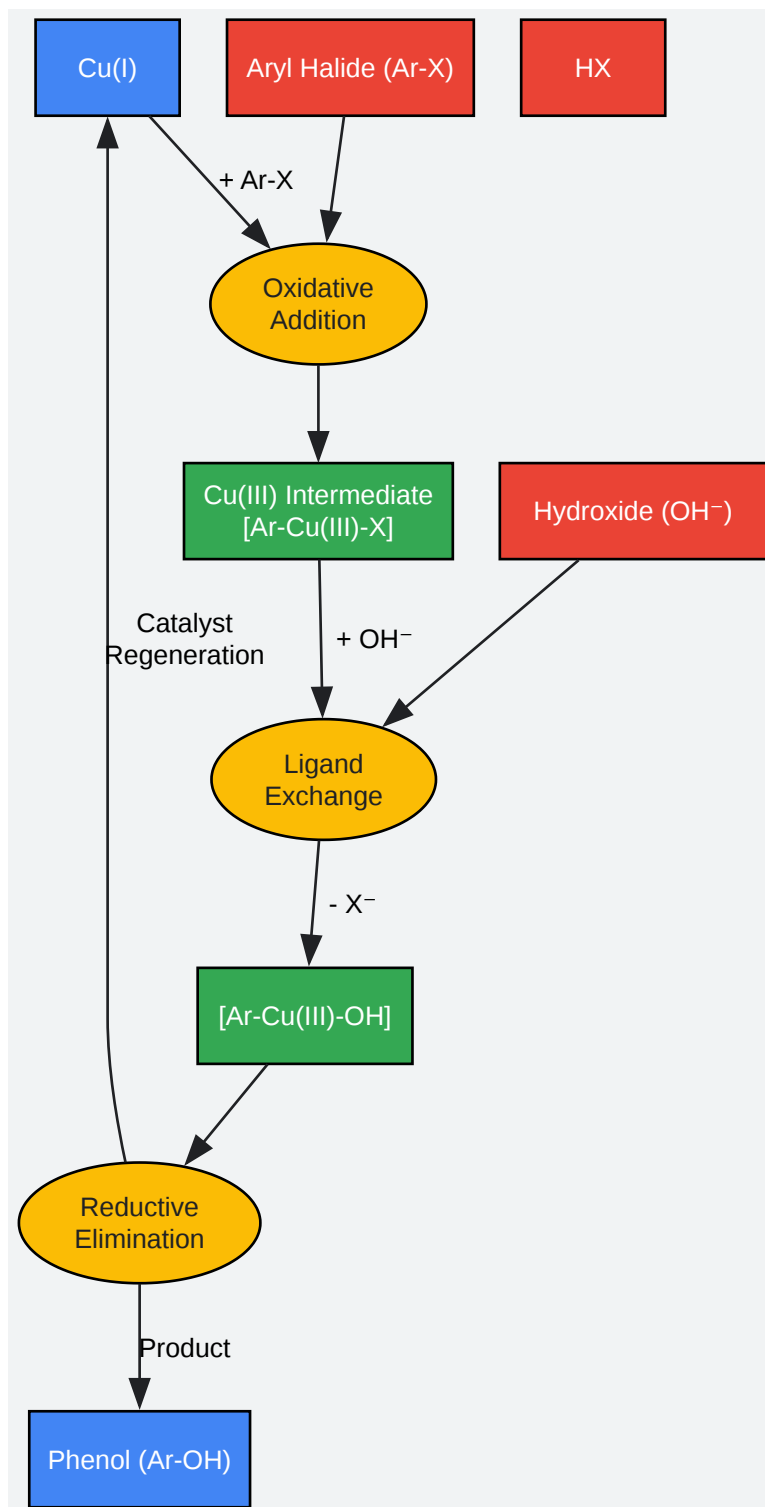 Cu(I)
Aryl Halide (Ar-X)
HX
+ Ar-X
Oxidative
Addition
Cu(III) Intermediate
[Ar-Cu(III)-X]
Hydroxide (OH⁻)
Catalyst
Regeneration
+ OH⁻
Ligand
Exchange
- X⁻
[Ar-Cu(III)-OH]
Reductive
Elimination
Product
Phenol (Ar-OH)